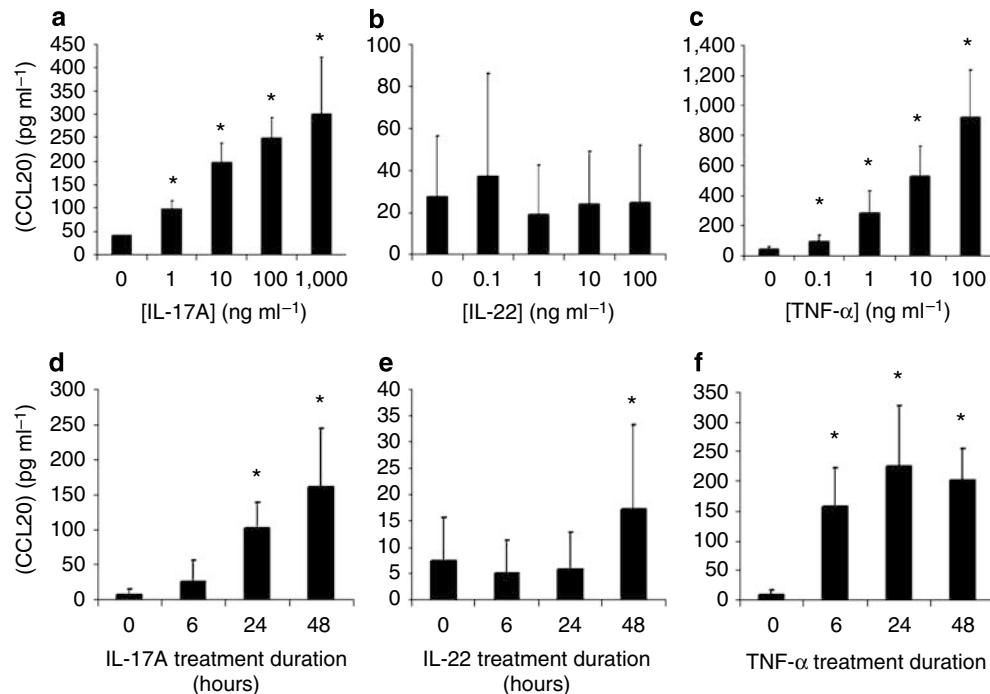 a
(CCL20) (pg ml⁻¹)
450
400
350
300
250
200
150
100
50
0
* * * *
0 1 10 100 1,000
[IL-17A] (ng ml⁻¹)
b
100
80
60
40
20
0
0 0.1 1 10 100
[IL-22] (ng ml⁻¹)
c
1,400
1,200
1,000
800
600
400
200
0
* * * *
0 0.1 1 10 100
[TNF-α] (ng ml⁻¹)
d
(CCL20) (pg ml⁻¹)
300
250
200
150
100
50
0
* *
0 6 24 48
IL-17A treatment duration
(hours)
e
40
35
30
25
20
15
10
5
0
*
0 6 24 48
IL-22 treatment duration
(hours)
f
350
300
250
200
150
100
50
0
* * *
0 6 24 48
TNF-α treatment duration